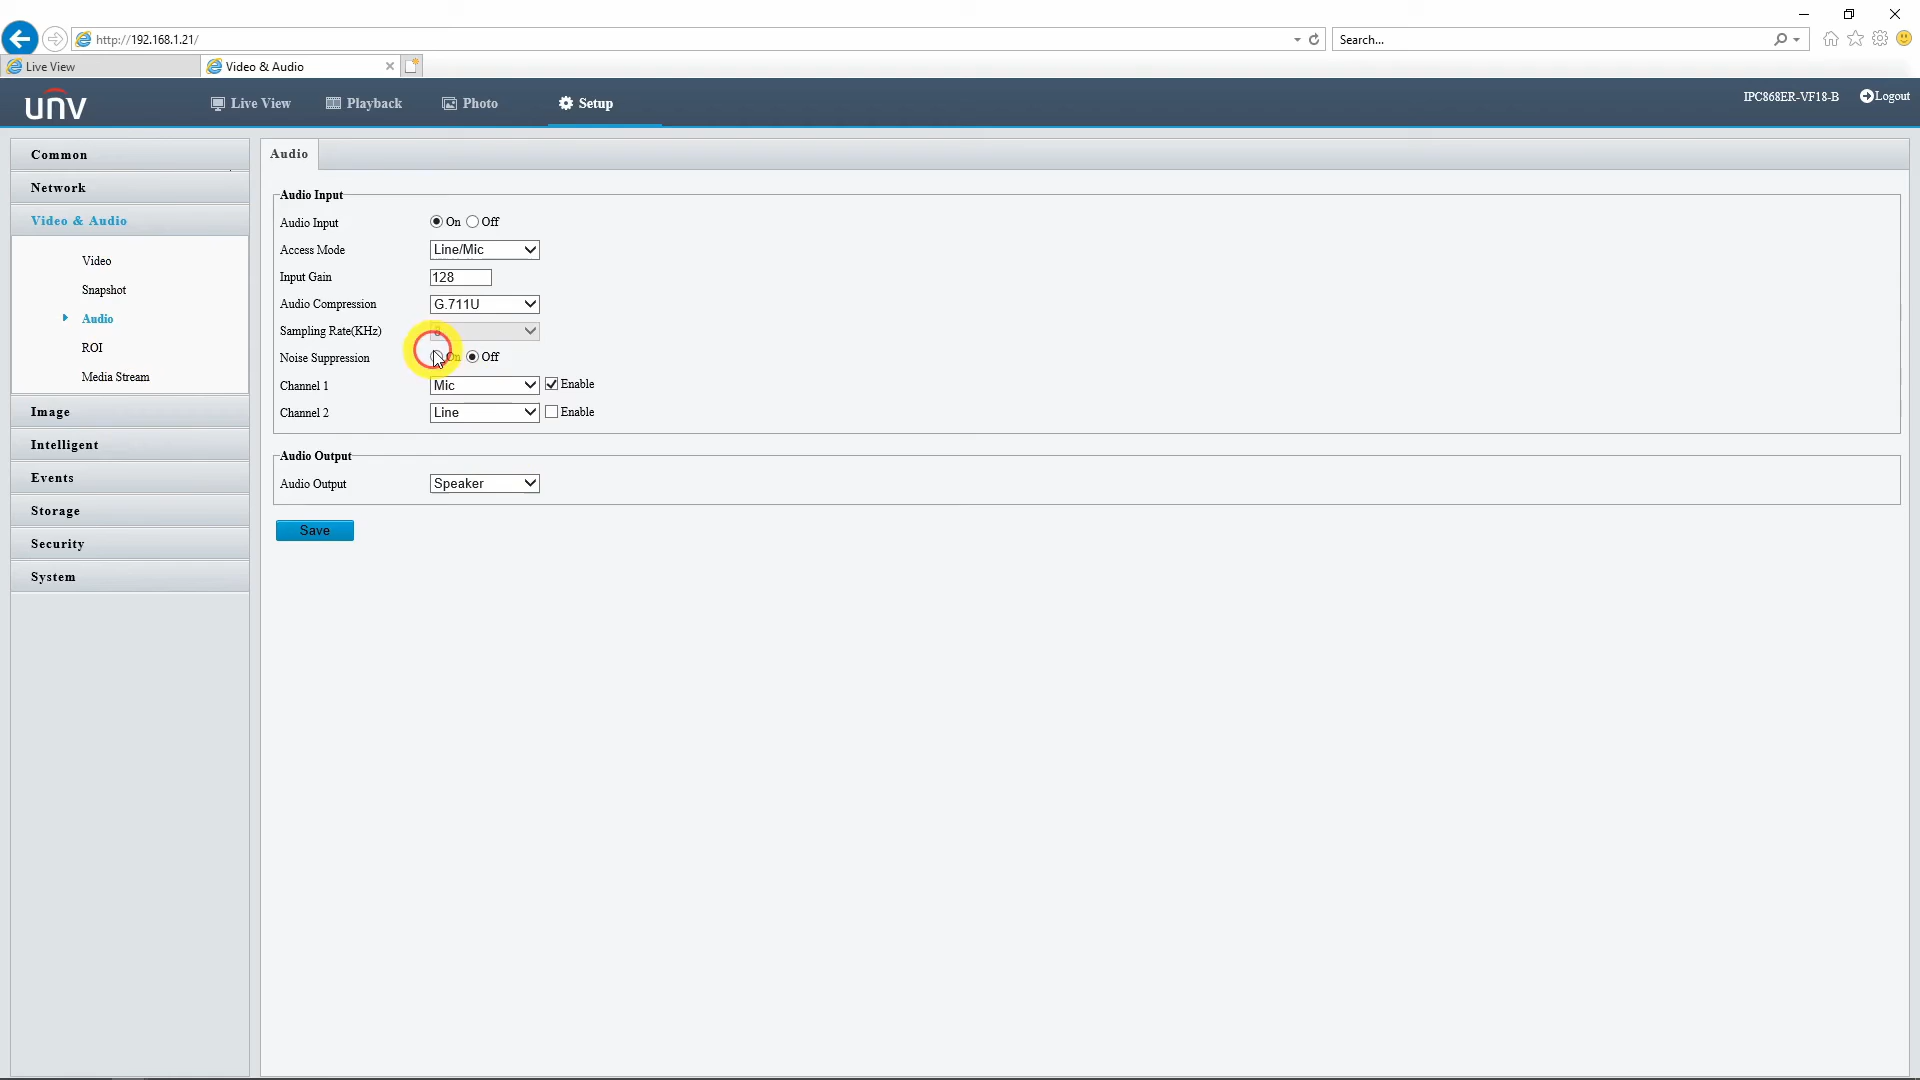 http://192.168.1.21/
Search...
Live View
Video & Audio
unv
Live View
Playback
Photo
Setup
IPC868ER-VF18-B
Logout
Common
Network
Video & Audio
Video
Snapshot
Audio
ROI
Media Stream
Image
Intelligent
Events
Storage
Security
System
Audio
Audio Input
Audio Input On Off
Access Mode Line/Mic
Input Gain 128
Audio Compression G.711U
Sampling Rate(KHz) 8
Noise Suppression On Off
Channel 1 Mic Enable
Channel 2 Line Enable
Audio Output
Audio Output Speaker
Save